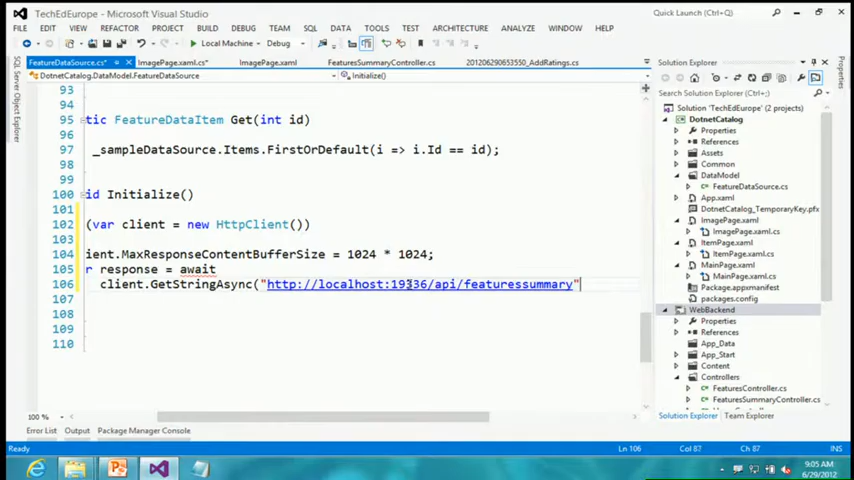 TechEdEurope - Microsoft Visual Studio
Quick Launch (Ctrl+Q)
FILE EDIT VIEW REFACTOR PROJECT BUILD DEBUG TEAM SQL DATA TOOLS TEST ARCHITECTURE ANALYZE WINDOW HELP
Local Machine Debug
FeatureDataSource.cs* ImagePage.xaml.cs* ImagePage.xaml FeaturesSummaryController.cs 201206290653550_AddRatings.cs
DotnetCatalog.DataModel.FeatureDataSource Initialize()
SQL Server Object Explorer
93
94
95 tic FeatureDataItem Get(int id)
96
97 _sampleDataSource.Items.FirstOrDefault(i => i.Id == id);
98
99
100 id Initialize()
101
102 (var client = new HttpClient())
103
104 ient.MaxResponseContentBufferSize = 1024 * 1024;
105 r response = await
106 client.GetStringAsync("http://localhost:19336/api/featuressummary"
107
108
109
110
100 %
Error List Output Package Manager Console
Solution Explorer
Search Solution Explorer (Ctrl+;)
Solution 'TechEdEurope' (2 projects)
DotnetCatalog
Properties
References
Assets
Common
DataModel
FeatureDataSource.cs
App.xaml
DotnetCatalog_TemporaryKey.pfx
ImagePage.xaml
ImagePage.xaml.cs
ItemPage.xaml
MainPage.xaml
MainPage.xaml.cs
Package.appxmanifest
packages.config
WebBackend
Properties
References
App_Data
App_Start
Content
Controllers
FeaturesController.cs
FeaturesSummaryController.cs
Solution Explorer Team Explorer
Properties
Ready Ln 106 Col 87 Ch 87 INS
9:05 AM
6/29/2012